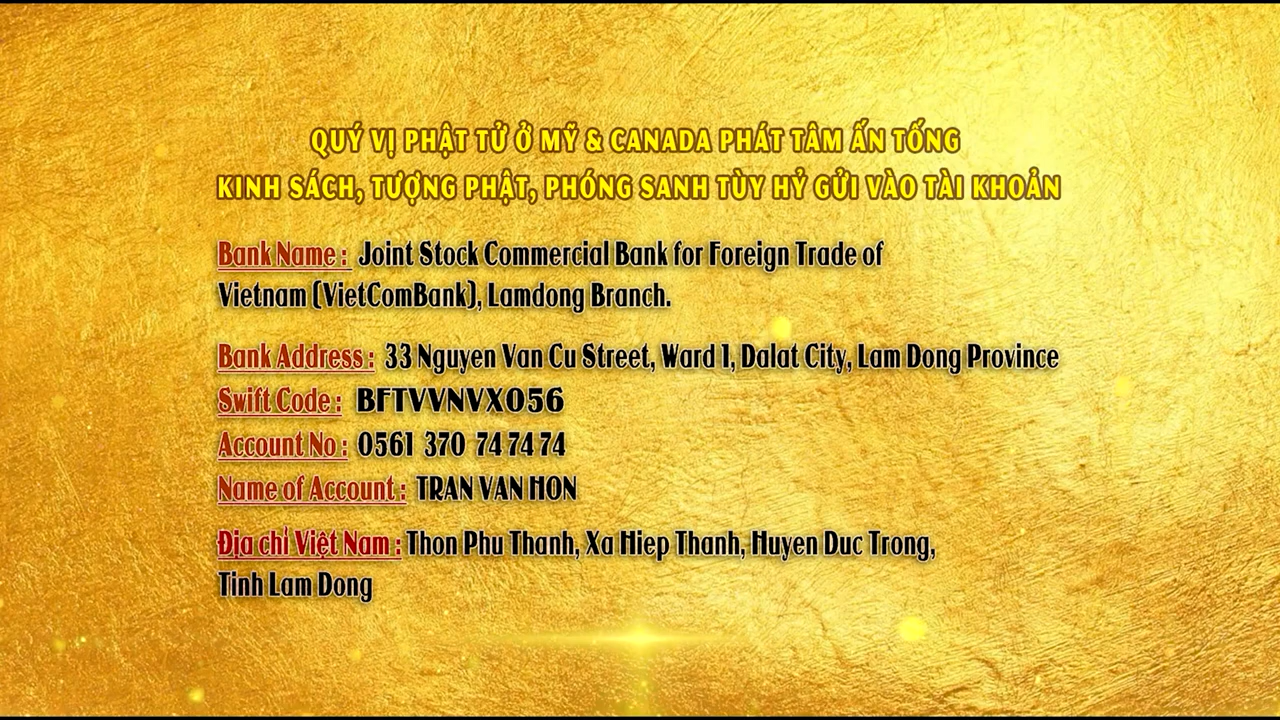 QUÝ VỊ PHẬT TỬ Ở MỸ & CANADA PHÁT TÂM ẤN TỐNG
KINH SÁCH, TƯỢNG PHẬT, PHÓNG SANH TÙY HỶ GỬI VÀO TÀI KHOẢN
Bank Name : Joint Stock Commercial Bank for Foreign Trade of
Vietnam (VietComBank), Lamdong Branch.
Bank Address : 33 Nguyen Van Cu Street, Ward 1, Dalat City, Lam Dong Province
Swift Code : BFTVVNVX056
Account No : 0561 370 74 74 74
Name of Account : TRAN VAN HON
Địa chỉ Việt Nam : Thon Phu Thanh, Xa Hiep Thanh, Huyen Duc Trong,
Tinh Lam Dong